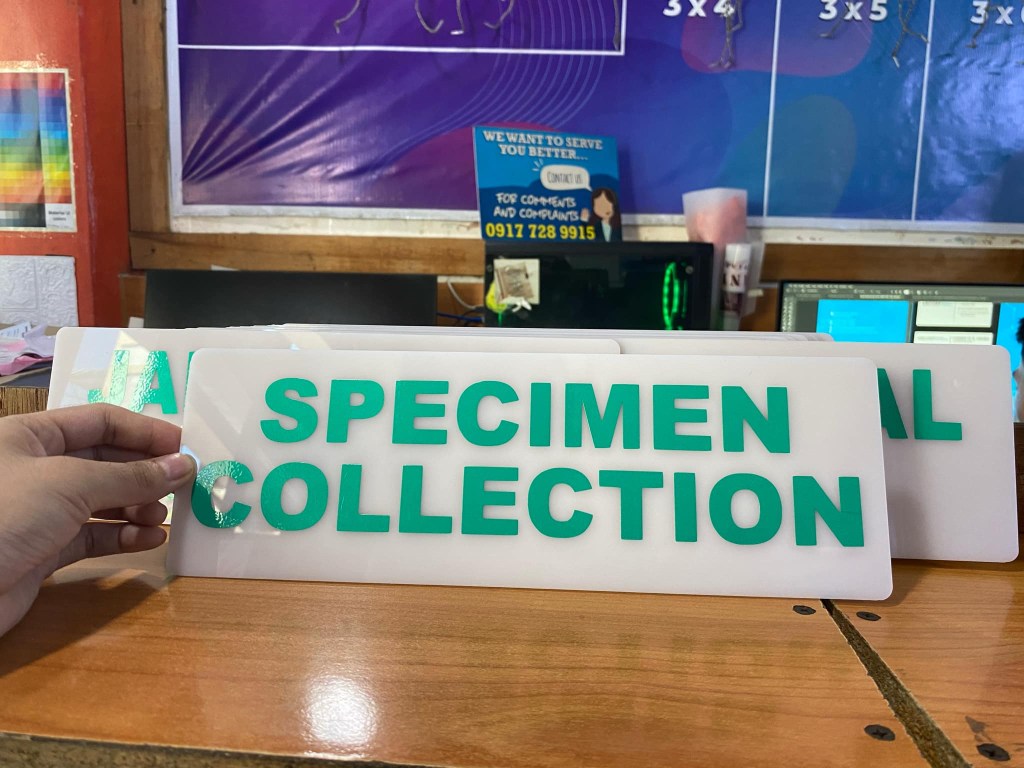 3x4
3x5
WE WANT TO SERVE
YOU BETTER...
CONTACT US
FOR COMMENTS
AND COMPLAINTS
0917 728 9915
SPECIMEN
COLLECTION